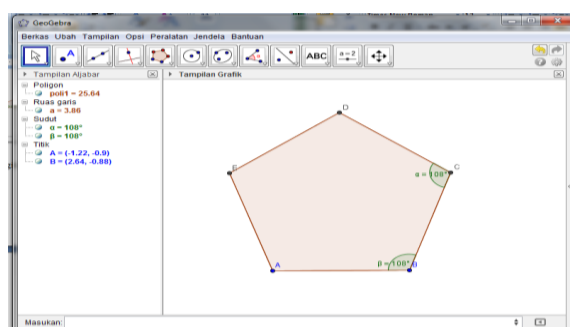 GeoGebra
Berkas Ubah Tampilan Opsi Peralatan Jendela Bantuan
ABC a=2
Tampilan Aljabar
Tampilan Grafik
Poligon
poli1 = 25.64
Ruas garis
a = 3.86
Sudut
α = 108°
β = 108°
Titik
A = (-1.22, -0.9)
B = (2.64, -0.88)
D
E
C
α = 108°
A
β = 108°
B
Masukan: